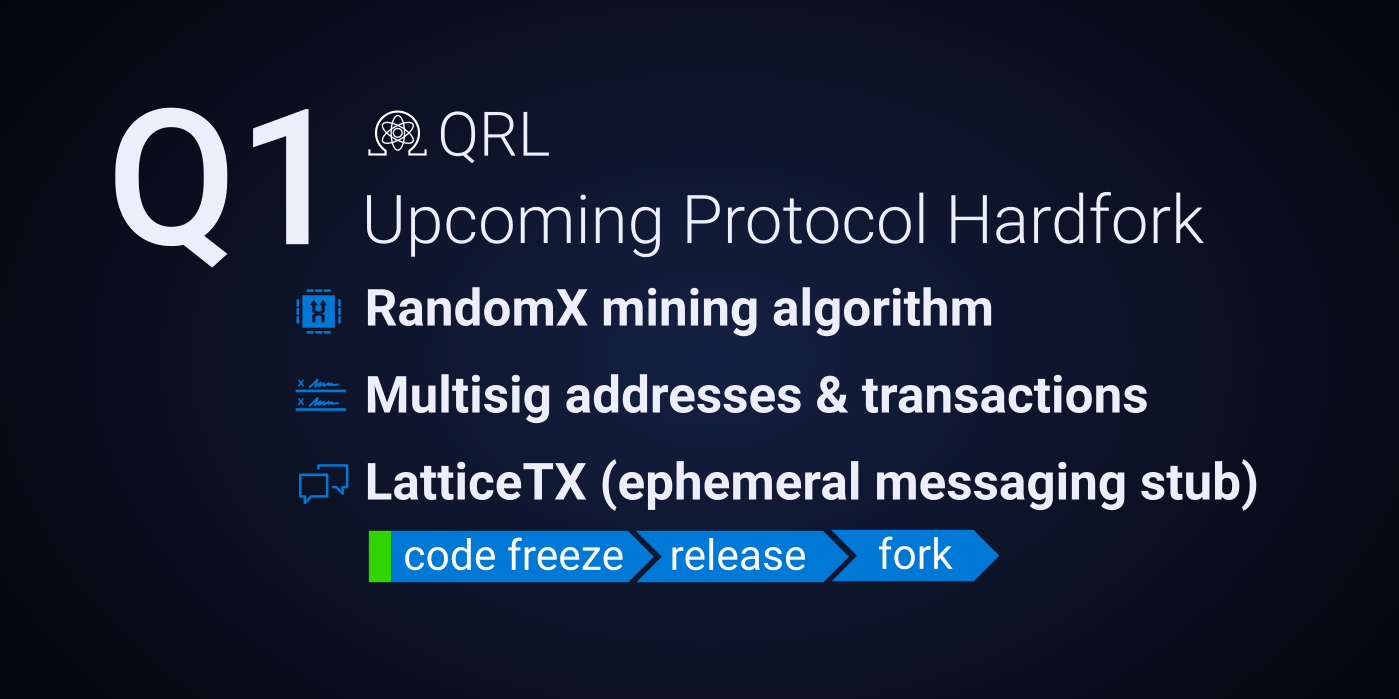 Q1
QRL
Upcoming Protocol Hardfork
RandomX mining algorithm
x
x
Multisig addresses & transactions
LatticeTX (ephemeral messaging stub)
code freeze release fork